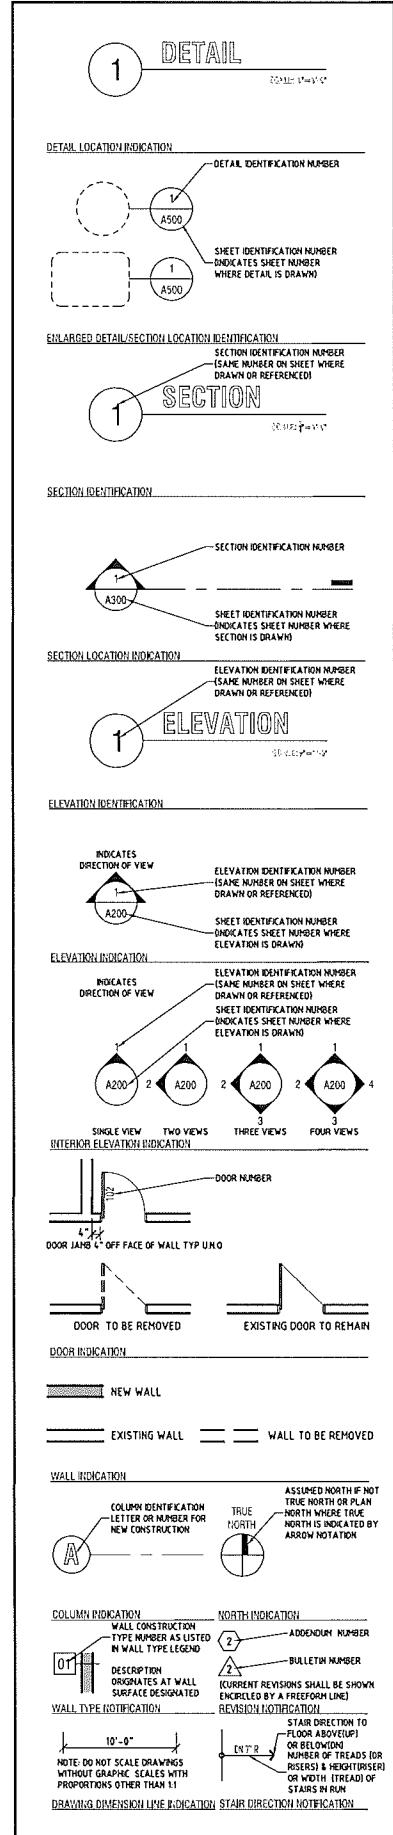 1 DETAIL
DETAIL LOCATION INDICATION
DETAIL IDENTIFICATION NUMBER
1
A500
SHEET IDENTIFICATION NUMBER
(INDICATES SHEET NUMBER
WHERE DETAIL IS DRAWN)
1
A500
ENLARGED DETAIL/SECTION LOCATION IDENTIFICATION
SECTION IDENTIFICATION NUMBER
(SAME NUMBER ON SHEET WHERE
DRAWN OR REFERENCED)
1 SECTION
SECTION IDENTIFICATION
SECTION IDENTIFICATION NUMBER
1
A300
SHEET IDENTIFICATION NUMBER
(INDICATES SHEET NUMBER WHERE
SECTION IS DRAWN)
SECTION LOCATION INDICATION
ELEVATION IDENTIFICATION NUMBER
(SAME NUMBER ON SHEET WHERE
DRAWN OR REFERENCED)
1 ELEVATION
ELEVATION IDENTIFICATION
INDICATES
DIRECTION OF VIEW
1
A200
ELEVATION IDENTIFICATION NUMBER
(SAME NUMBER ON SHEET WHERE
DRAWN OR REFERENCED)
SHEET IDENTIFICATION NUMBER
(INDICATES SHEET NUMBER WHERE
ELEVATION IS DRAWN)
ELEVATION INDICATION
INDICATES
DIRECTION OF VIEW
ELEVATION IDENTIFICATION NUMBER
(SAME NUMBER ON SHEET WHERE
DRAWN OR REFERENCED)
SHEET IDENTIFICATION NUMBER
(INDICATES SHEET NUMBER WHERE
ELEVATION IS DRAWN)
1 1 1 1
A200 2 A200 2 A200 2 A200 4
3 3
SINGLE VIEW TWO VIEWS THREE VIEWS FOUR VIEWS
INTERIOR ELEVATION INDICATION
DOOR NUMBER
102
4"
DOOR JAMB 4" OFF FACE OF WALL TYP U.N.O
DOOR TO BE REMOVED EXISTING DOOR TO REMAIN
DOOR INDICATION
NEW WALL
EXISTING WALL WALL TO BE REMOVED
WALL INDICATION
COLUMN IDENTIFICATION
LETTER OR NUMBER FOR
NEW CONSTRUCTION
A
TRUE
NORTH
ASSUMED NORTH IF NOT
TRUE NORTH OR PLAN
NORTH WHERE TRUE
NORTH IS INDICATED BY
ARROW NOTATION
COLUMN INDICATION NORTH INDICATION
01
WALL CONSTRUCTION
TYPE NUMBER AS LISTED
IN WALL TYPE LEGEND
DESCRIPTION
ORIGINATES AT WALL
SURFACE DESIGNATED
2 ADDENDUM NUMBER
2 BULLETIN NUMBER
(CURRENT REVISIONS SHALL BE SHOWN
ENCIRCLED BY A FREEFORM LINE)
WALL TYPE NOTIFICATION REVISION NOTIFICATION
10'-0"
NOTE: DO NOT SCALE DRAWINGS
WITHOUT GRAPHIC SCALES WITH
PROPORTIONS OTHER THAN 1:1
STAIR DIRECTION TO
FLOOR ABOVE(UP)
OR BELOW(DN)
NUMBER OF TREADS (OR
RISERS) & HEIGHT(RISER)
OR WIDTH (TREAD) OF
STAIRS IN RUN
DRAWING DIMENSION LINE INDICATION STAIR DIRECTION NOTIFICATION